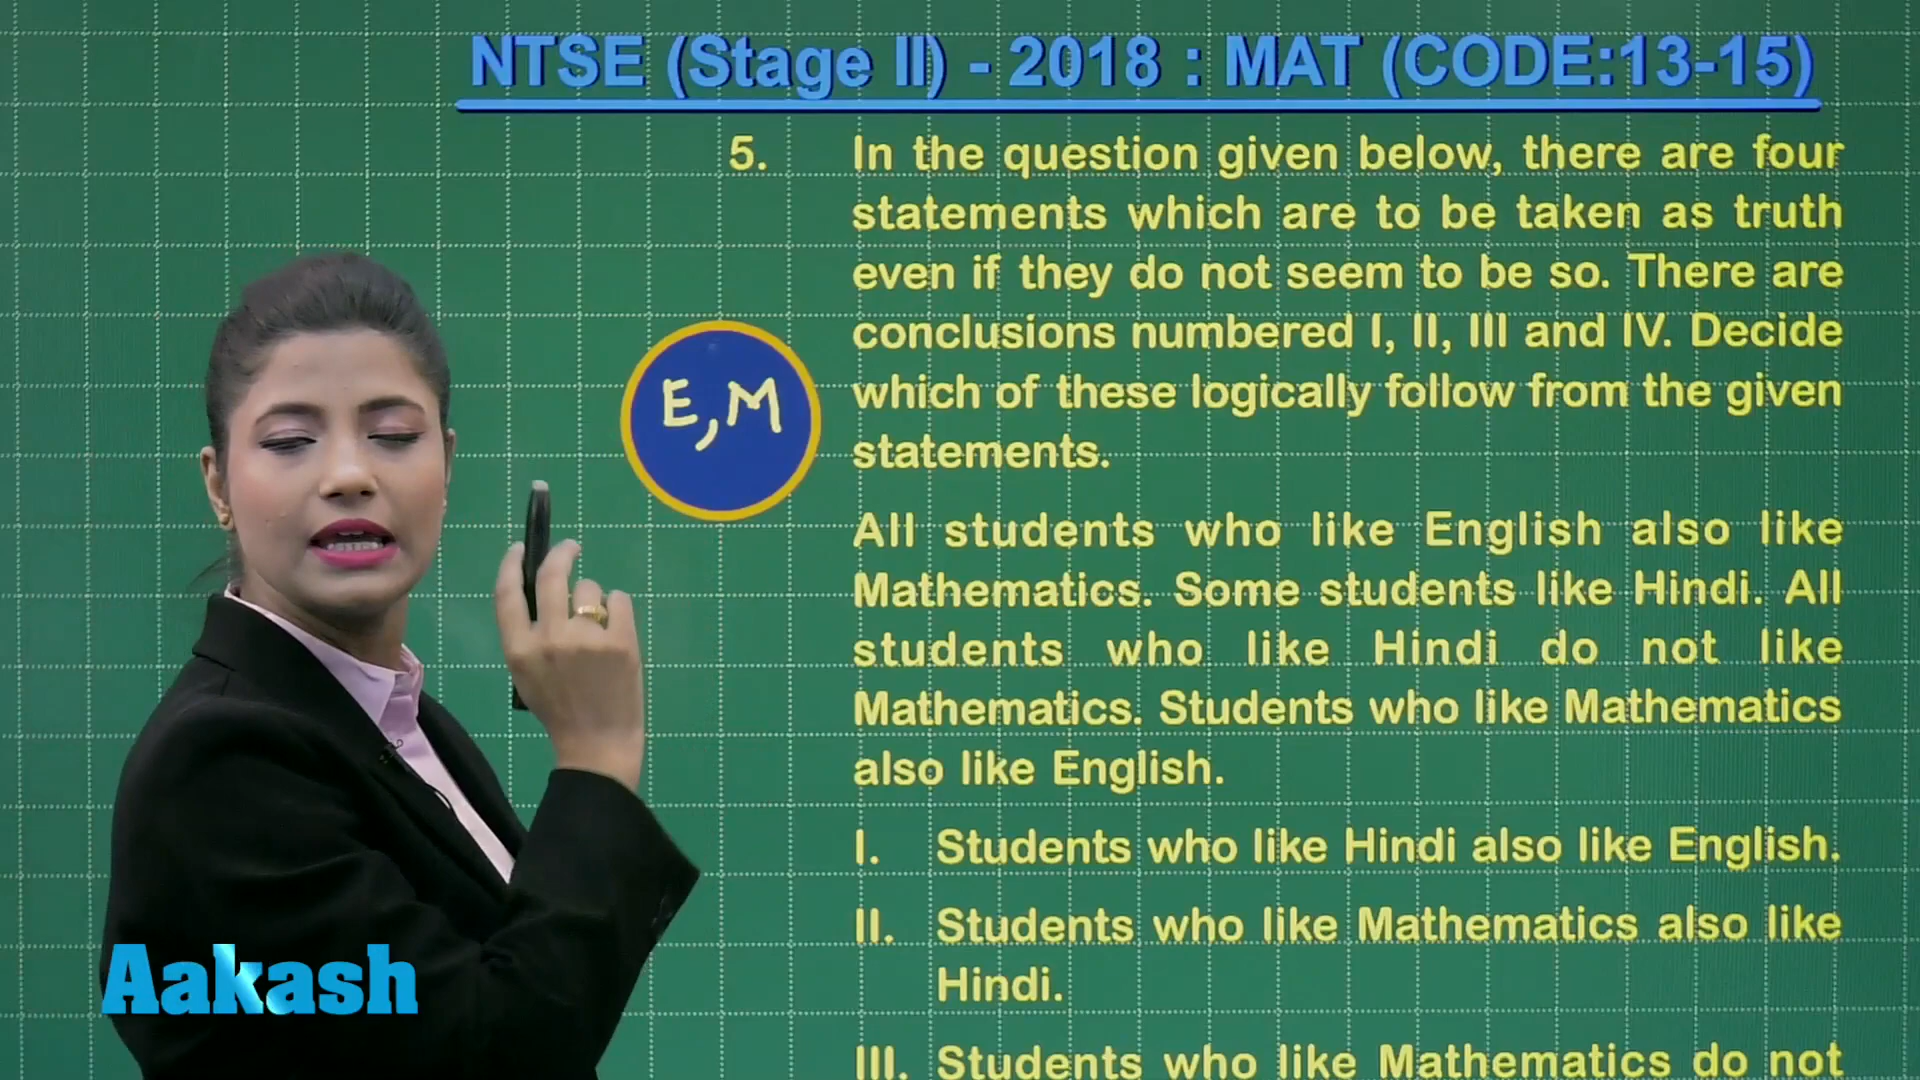 NTSE (Stage II) - 2018 : MAT (CODE:13-15)
5. In the question given below, there are four
statements which are to be taken as truth
even if they do not seem to be so. There are
conclusions numbered I, II, III and IV. Decide
which of these logically follow from the given
statements.
E, M
All students who like English also like
Mathematics. Some students like Hindi. All
students who like Hindi do not like
Mathematics. Students who like Mathematics
also like English.
I. Students who like Hindi also like English.
II. Students who like Mathematics also like
Hindi.
III. Students who like Mathematics do not
Aakash